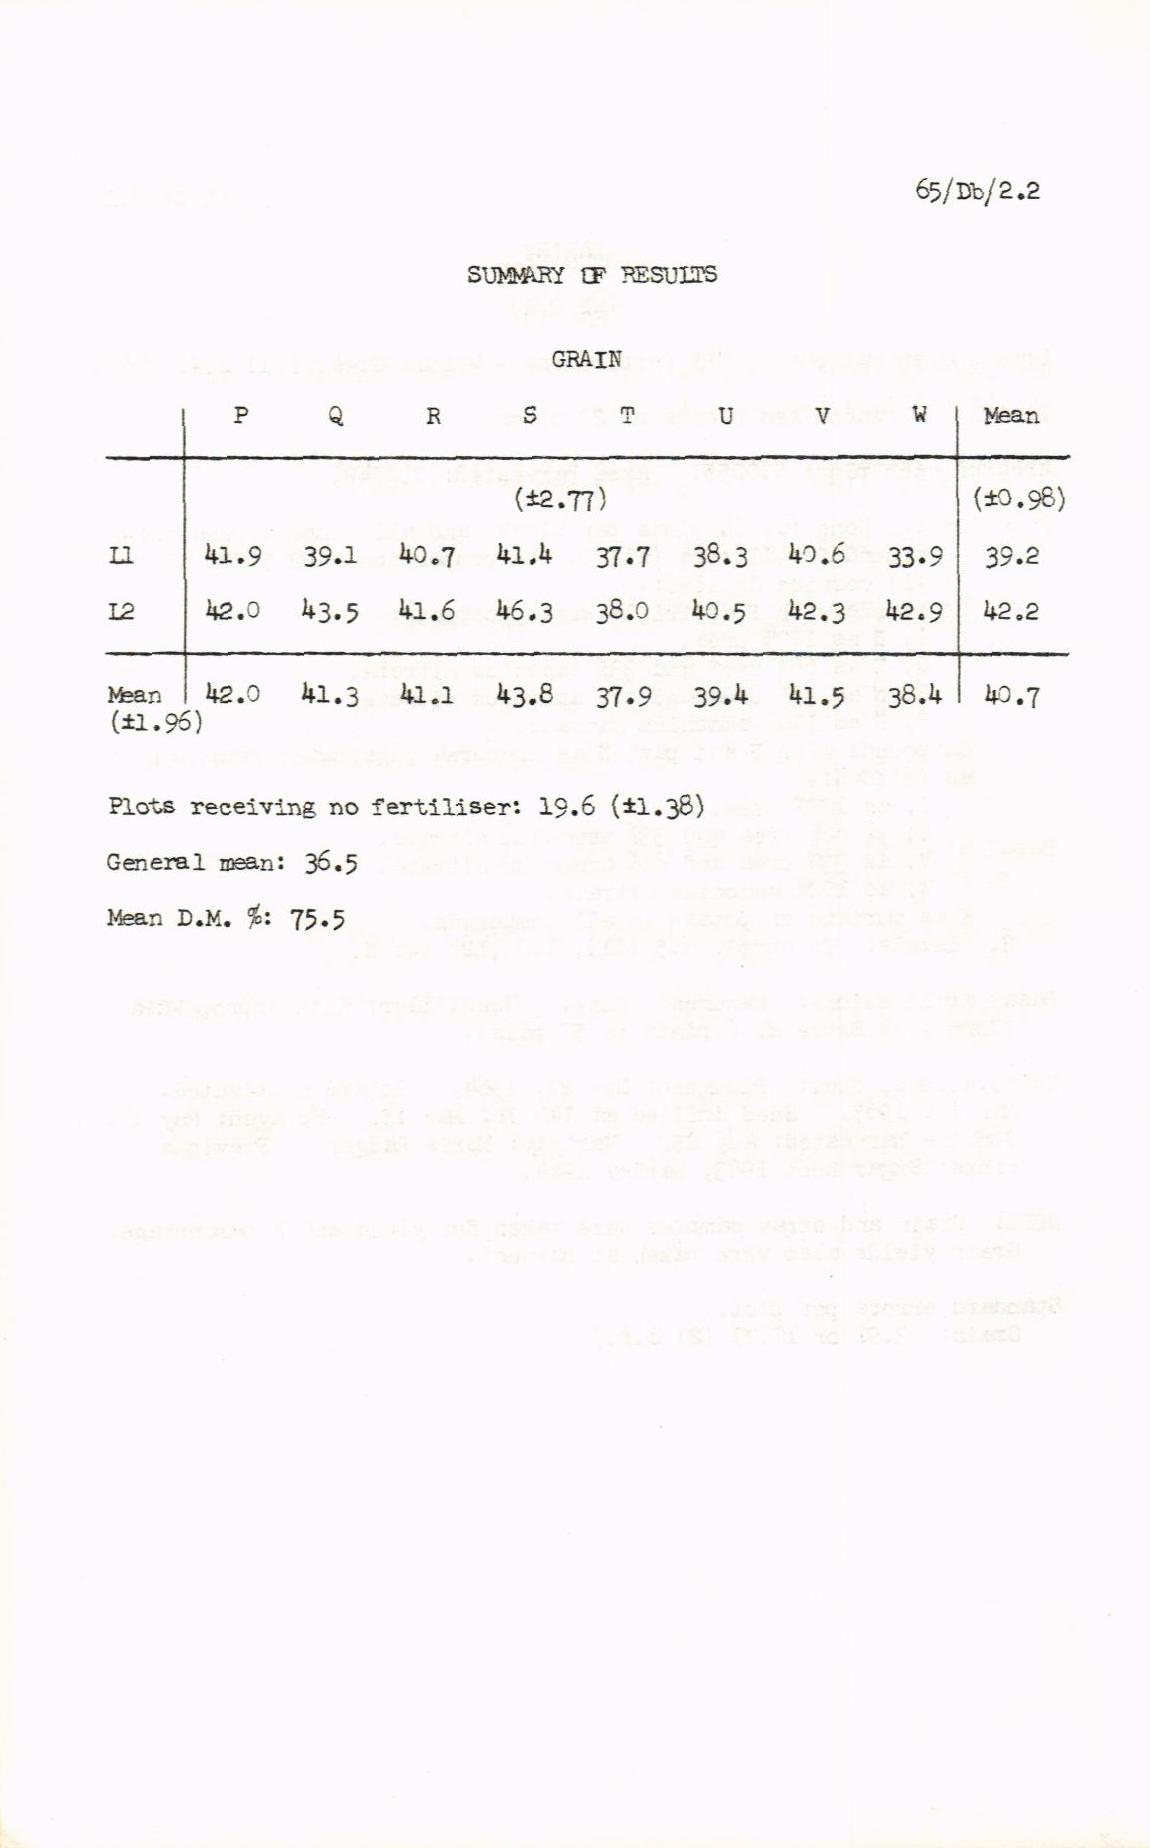 65/Db/2.2
SUMMARY OF RESULTS
GRAIN
P Q R S T U V W Mean
(±2.77) (±0.98)
L1 41.9 39.1 40.7 41.4 37.7 38.3 40.6 33.9 39.2
L2 42.0 43.5 41.6 46.3 38.0 40.5 42.3 42.9 42.2
Mean 42.0 41.3 41.1 43.8 37.9 39.4 41.5 38.4 40.7
(±1.96)
Plots receiving no fertiliser: 19.6 (±1.38)
General mean: 36.5
Mean D.M. %: 75.5